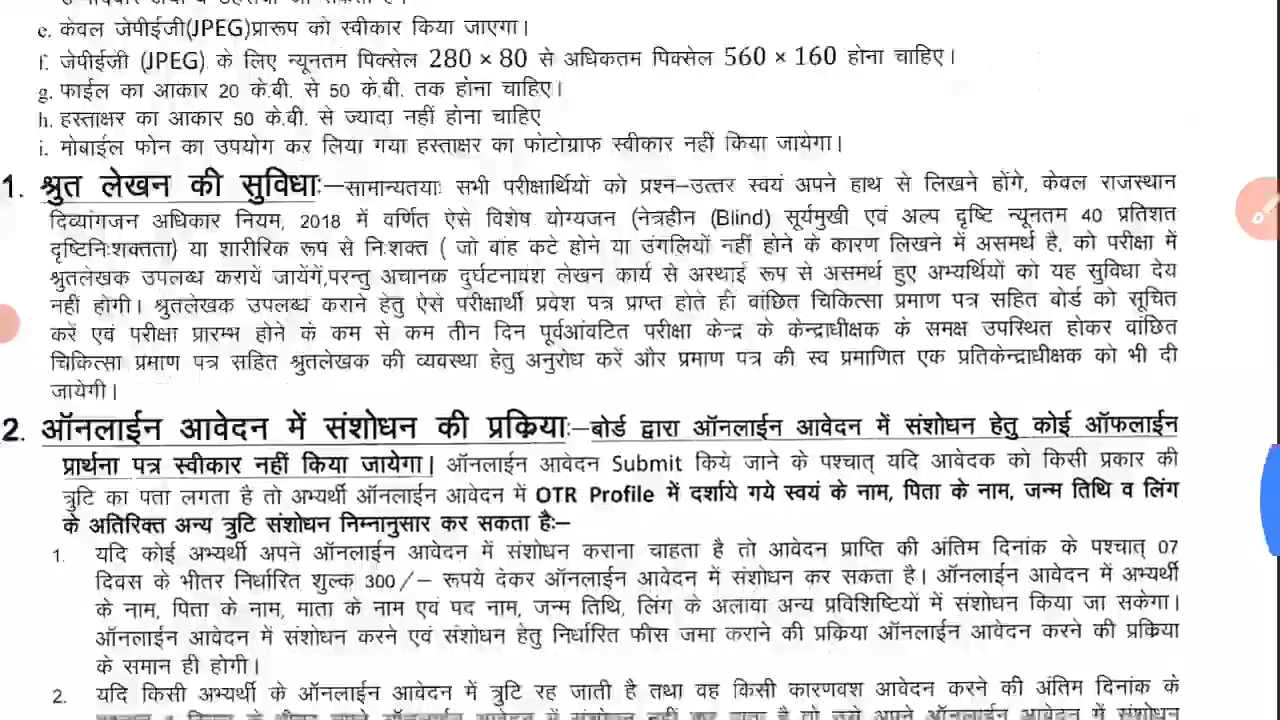 e. केवल जेपीईजी(JPEG)प्रारूप को स्वीकार किया जाएगा।
f. जेपीईजी (JPEG) के लिए न्यूनतम पिक्सेल 280 × 80 से अधिकतम पिक्सेल 560 × 160 होना चाहिए।
g. फाईल का आकार 20 के.बी. से 50 के.बी. तक होना चाहिए।
h. हस्ताक्षर का आकार 50 के.बी. से ज्यादा नहीं होना चाहिए
i. मोबाईल फोन का उपयोग कर लिया गया हस्ताक्षर का फोटोग्राफ स्वीकार नहीं किया जायेगा।
1. श्रुत लेखन की सुविधाः–सामान्यतयाः सभी परीक्षार्थियों को प्रश्न–उत्तर स्वयं अपने हाथ से लिखने होंगे, केवल राजस्थान
दिव्यांगजन अधिकार नियम, 2018 में वर्णित ऐसे विशेष योग्यजन (नेत्रहीन (Blind) सूर्यमुखी एवं अल्प दृष्टि न्यूनतम 40 प्रतिशत
दृष्टिनिःशक्तता) या शारीरिक रूप से निःशक्त ( जो बांह कटे होने या उंगलियों नहीं होने के कारण लिखने में असमर्थ है, को परीक्षा में
श्रुतलेखक उपलब्ध करायें जायेगें,परन्तु अचानक दुर्घटनावश लेखन कार्य से अस्थाई रूप से असमर्थ हुए अभ्यर्थियों को यह सुविधा देय
नहीं होगी। श्रुतलेखक उपलब्ध कराने हेतु ऐसे परीक्षार्थी प्रवेश पत्र प्राप्त होते ही वांछित चिकित्सा प्रमाण पत्र सहित बोर्ड को सूचित
करें एवं परीक्षा प्रारम्भ होने के कम से कम तीन दिन पूर्वआंवटित परीक्षा केन्द्र के केन्द्राधीक्षक के समक्ष उपस्थित होकर वांछित
चिकित्सा प्रमाण पत्र सहित श्रुतलेखक की व्यवस्था हेतु अनुरोध करें और प्रमाण पत्र की स्व प्रमाणित एक प्रतिकेन्द्राधीक्षक को भी दी
जायेगी।
2. ऑनलाईन आवेदन में संशोधन की प्रक्रियाः–बोर्ड द्वारा ऑनलाईन आवेदन में संशोधन हेतु कोई ऑफलाईन
प्रार्थना पत्र स्वीकार नहीं किया जायेगा। ऑनलाईन आवेदन Submit किये जाने के पश्चात् यदि आवेदक को किसी प्रकार की
त्रुटि का पता लगता है तो अभ्यर्थी ऑनलाईन आवेदन में OTR Profile में दर्शाये गये स्वयं के नाम, पिता के नाम, जन्म तिथि व लिंग
के अतिरिक्त अन्य त्रुटि संशोधन निम्नानुसार कर सकता हैः–
1. यदि कोई अभ्यर्थी अपने ऑनलाईन आवेदन में संशोधन कराना चाहता है तो आवेदन प्राप्ति की अंतिम दिनांक के पश्चात् 07
दिवस के भीतर निर्धारित शुल्क 300/– रूपये देकर ऑनलाईन आवेदन में संशोधन कर सकता है। ऑनलाईन आवेदन में अभ्यर्थी
के नाम, पिता के नाम, माता के नाम एवं पद नाम, जन्म तिथि, लिंग के अलावा अन्य प्रविशिष्टियों में संशोधन किया जा सकेगा।
ऑनलाईन आवेदन में संशोधन करने एवं संशोधन हेतु निर्धारित फीस जमा कराने की प्रक्रिया ऑनलाईन आवेदन करने की प्रक्रिया
के समान ही होगी।
2. यदि किसी अभ्यर्थी के ऑनलाईन आवेदन में त्रुटि रह जाती है तथा वह किसी कारणवश आवेदन करने की अंतिम दिनांक के